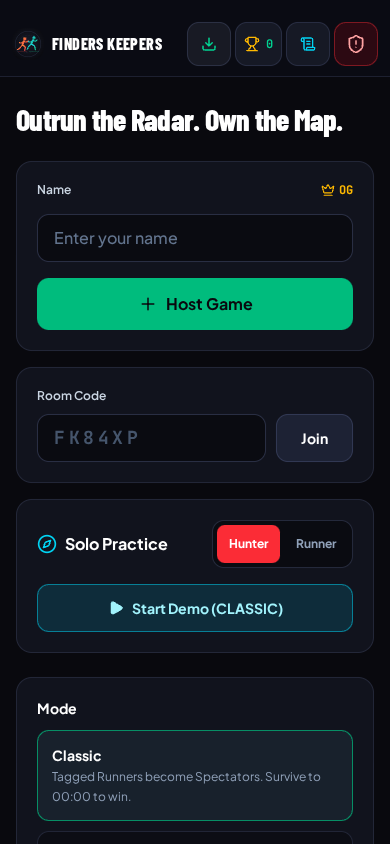 FINDERS KEEPERS
0
Outrun the Radar. Own the Map.
Name
OG
Enter your name
Host Game
Room Code
FK84XP
Join
Solo Practice
Hunter
Runner
Start Demo (CLASSIC)
Mode
Classic
Tagged Runners become Spectators. Survive to
00:00 to win.